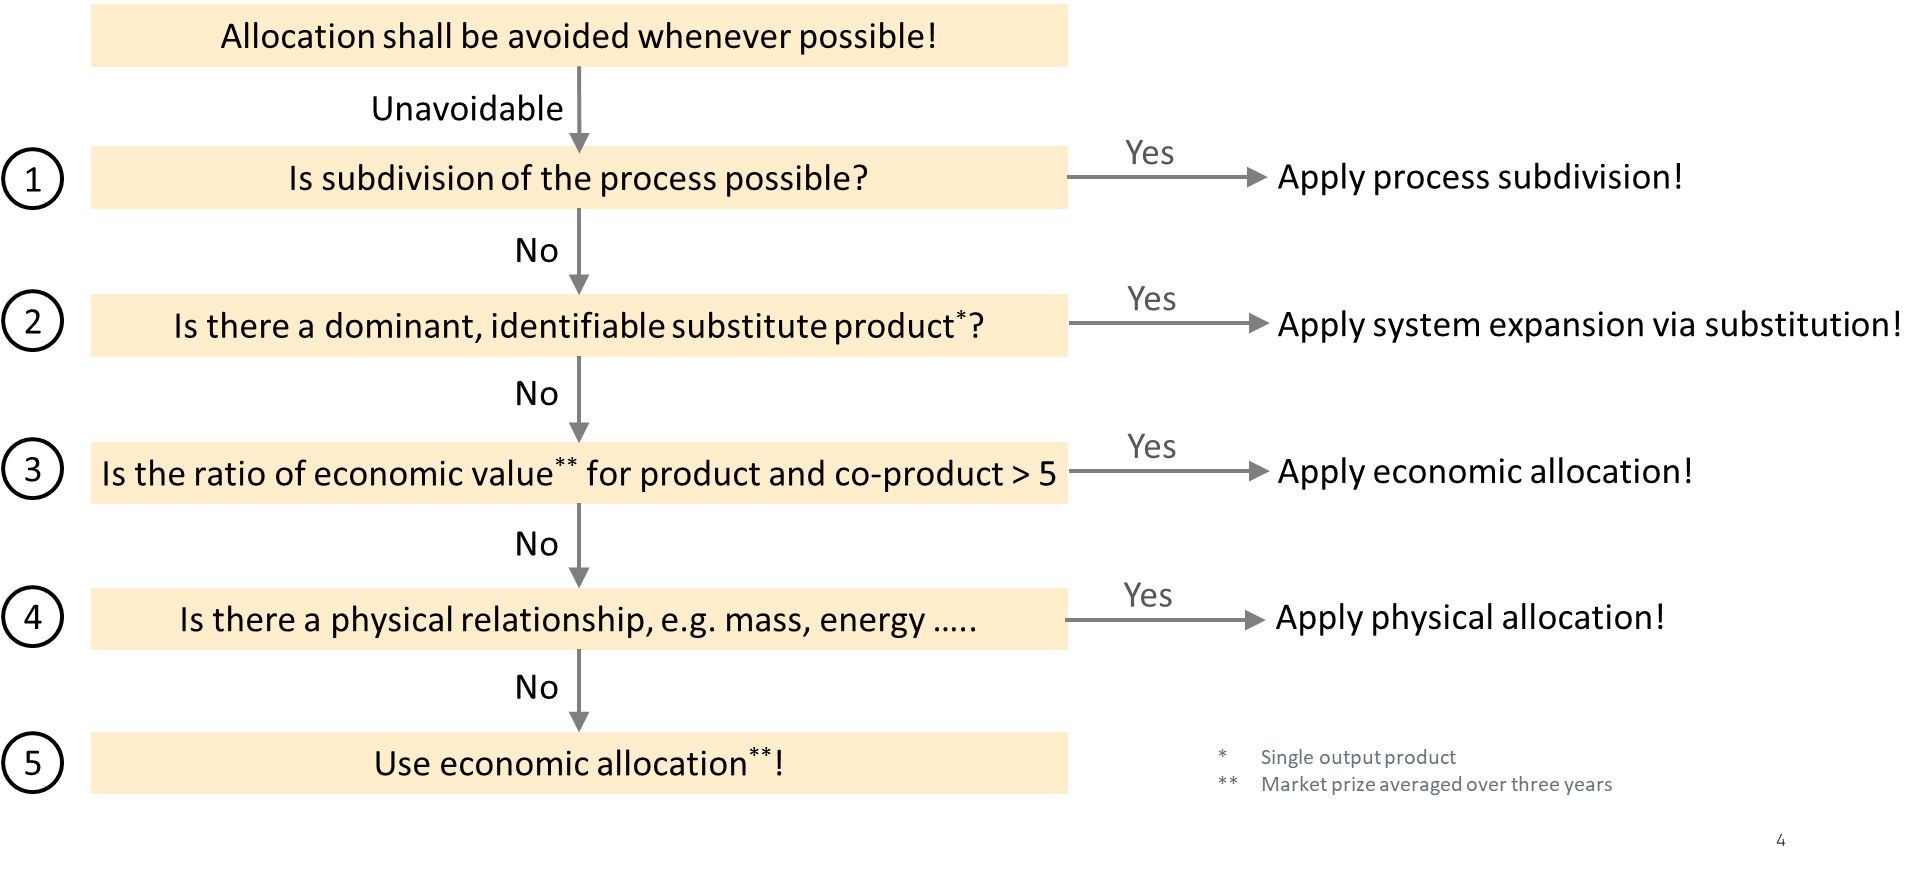 Allocation shall be avoided whenever possible!
Unavoidable
1
Is subdivision of the process possible?
Yes
Apply process subdivision!
No
2
Is there a dominant, identifiable substitute product*?
Yes
Apply system expansion via substitution!
No
3
Is the ratio of economic value** for product and co-product > 5
Yes
Apply economic allocation!
No
4
Is there a physical relationship, e.g. mass, energy .....
Yes
Apply physical allocation!
No
5
Use economic allocation**!
* Single output product
** Market prize averaged over three years
4